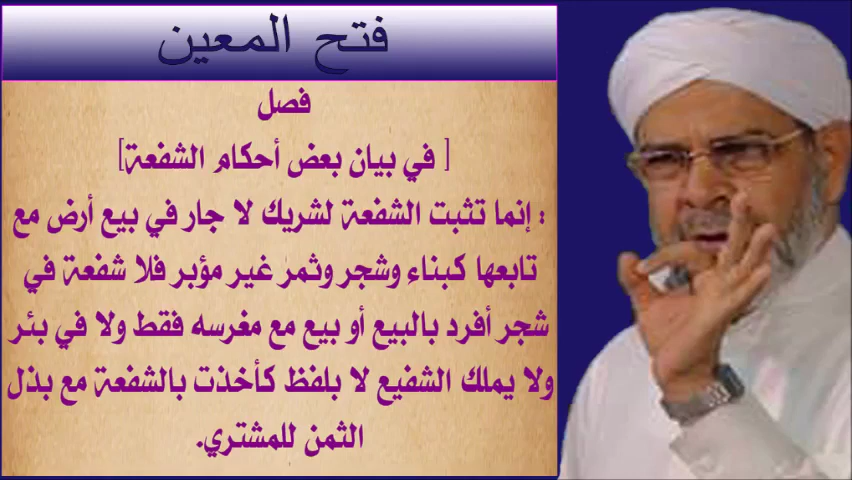 فتح المعين
فصل
[ في بيان بعض أحكام الشفعة]
: إنما تثبت الشفعة لشريك لا جار في بيع أرض مع
تابعها كبناء وشجر وثمر غير مؤبر فلا شفعة في
شجر أفرد بالبيع أو بيع مع مغرسه فقط ولا في بئر
ولا يملك الشفيع لا بلفظ كأخذت بالشفعة مع بذل
الثمن للمشتري.